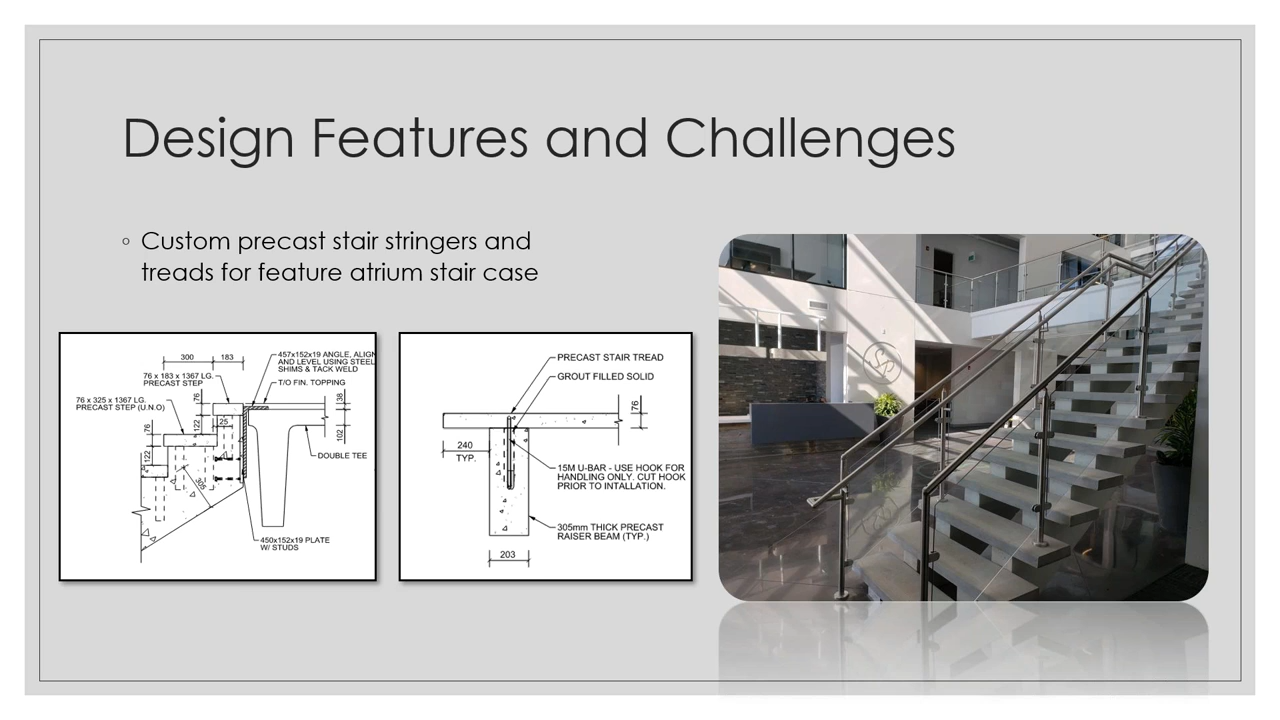 Design Features and Challenges
Custom precast stair stringers and
treads for feature atrium stair case
300
183
457x152x19 ANGLE, ALIGN
AND LEVEL USING STEEL
SHIMS & TACK WELD
76 x 183 x 1367 LG.
PRECAST STEP
T/O FIN. TOPPING
76 x 325 x 1367 LG.
PRECAST STEP (U.N.O)
76
38
76
122
25
102
122
DOUBLE TEE
305
450x152x19 PLATE
W/ STUDS
PRECAST STAIR TREAD
GROUT FILLED SOLID
76
240
TYP.
15M U-BAR - USE HOOK FOR
HANDLING ONLY. CUT HOOK
PRIOR TO INTALLATION.
305mm THICK PRECAST
RAISER BEAM (TYP.)
203